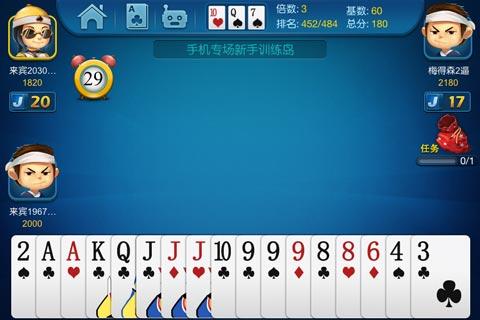 A
10 Q 7
倍数: 3 基数: 60
排名: 452/484 总分: 180
手机专场新手训练岛
来宾2030...
1820
J 20
29
梅得森2逼
2180
J 17
任务
0/1
来宾1967...
2000
2 A A K Q J J J 10 9 9 9 8 8 6 4 3